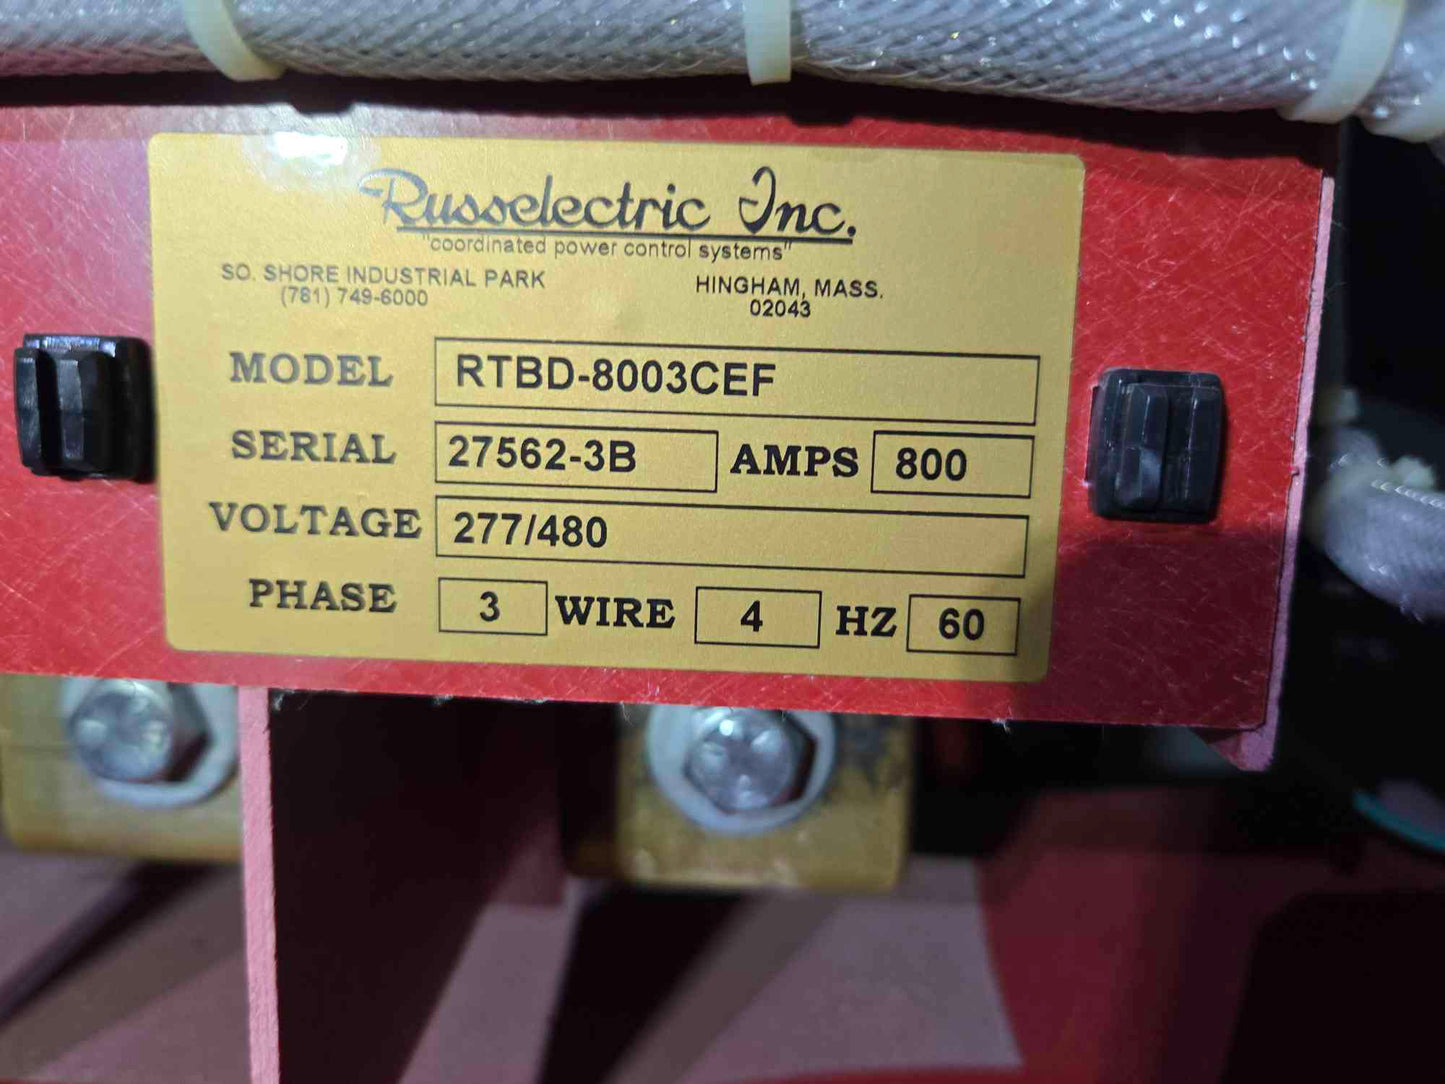 Russelectric Inc.
"coordinated power control systems"
SO. SHORE INDUSTRIAL PARK HINGHAM, MASS.
(781) 749-6000 02043
MODEL RTBD-8003CEF
SERIAL 27562-3B AMPS 800
VOLTAGE 277/480
PHASE 3 WIRE 4 HZ 60